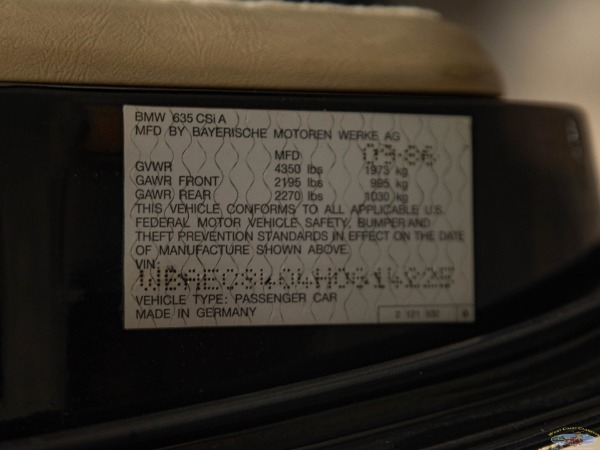 BMW 635 CSi A
MFD BY BAYERISCHE MOTOREN WERKE AG
MFD 09·86
GVWR 4350 lbs 1973 kg
GAWR FRONT 2195 lbs 995 kg
GAWR REAR 2270 lbs 1030 kg
THIS VEHICLE CONFORMS TO ALL APPLICABLE U.S.
FEDERAL MOTOR VEHICLE SAFETY, BUMPER AND
THEFT PREVENTION STANDARDS IN EFFECT ON THE DATE
OF MANUFACTURE SHOWN ABOVE.
VIN:
VEHICLE TYPE: PASSENGER CAR
MADE IN GERMANY